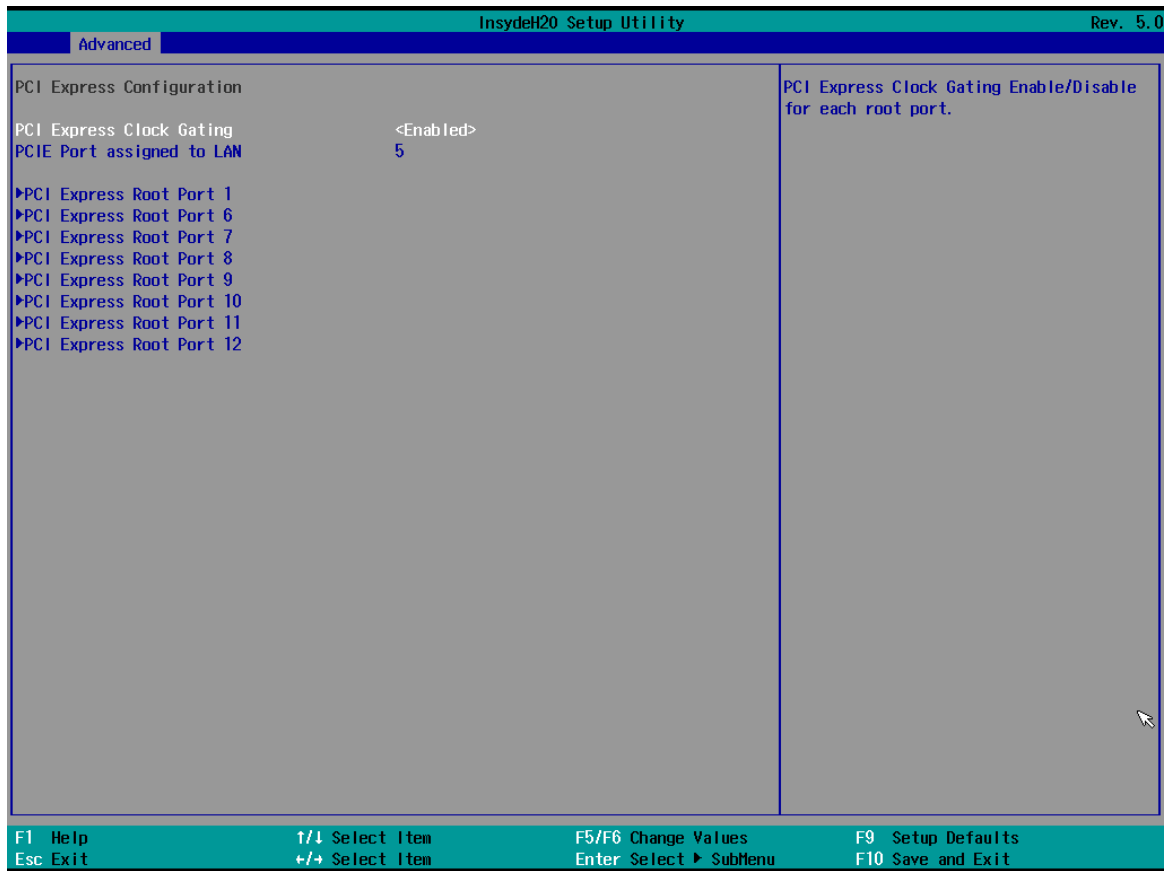 InsydeH20 Setup Utility Rev. 5.0
Advanced
PCI Express Configuration
PCI Express Clock Gating <Enabled>
PCIE Port assigned to LAN 5
▶PCI Express Root Port 1
▶PCI Express Root Port 6
▶PCI Express Root Port 7
▶PCI Express Root Port 8
▶PCI Express Root Port 9
▶PCI Express Root Port 10
▶PCI Express Root Port 11
▶PCI Express Root Port 12
PCI Express Clock Gating Enable/Disable
for each root port.
F1 Help ↑/↓ Select Item F5/F6 Change Values F9 Setup Defaults
Esc Exit ←/→ Select Item Enter Select ▶ SubMenu F10 Save and Exit